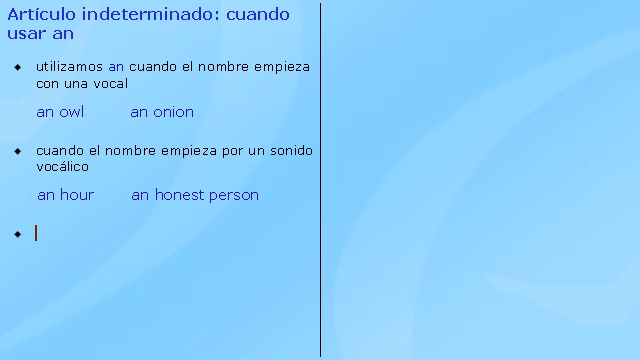 Artículo indeterminado: cuando
usar an
utilizamos an cuando el nombre empieza
con una vocal
an owl an onion
cuando el nombre empieza por un sonido
vocálico
an hour an honest person